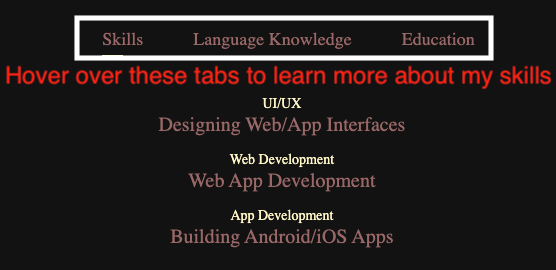 Skills Language Knowledge Education
Hover over these tabs to learn more about my skills
UI/UX
Designing Web/App Interfaces
Web Development
Web App Development
App Development
Building Android/iOS Apps